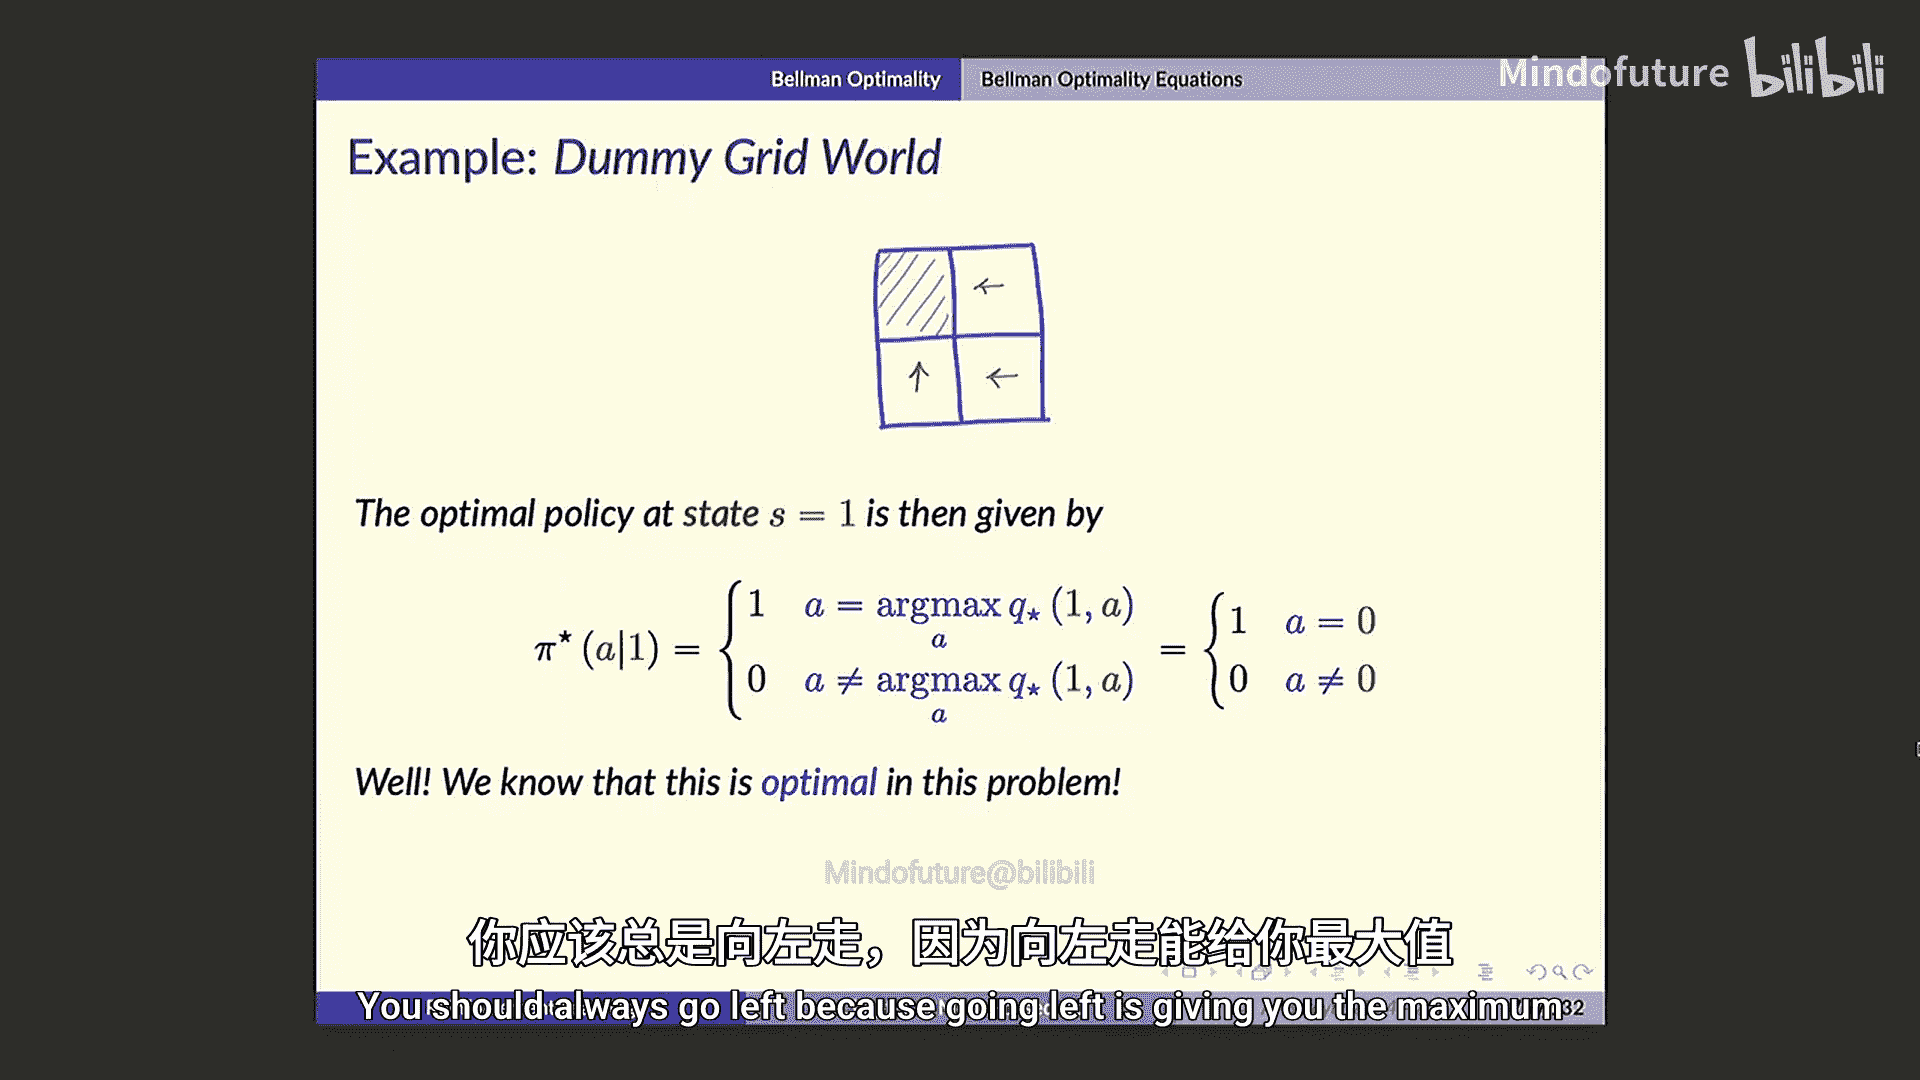 Bellman Optimality
Bellman Optimality Equations
Mindofuture bilibili
Example: Dummy Grid World
The optimal policy at state s = 1 is then given by
π⋆ (a|1) = { 1 a = argmax_a q⋆ (1, a) = { 1 a = 0
0 a ≠ argmax_a q⋆ (1, a) 0 a ≠ 0
Well! We know that this is optimal in this problem!
Mindofuture@bilibili
你应该总是向左走，因为向左走能给你最大值
You should always go left because going left is giving you the maximum
32